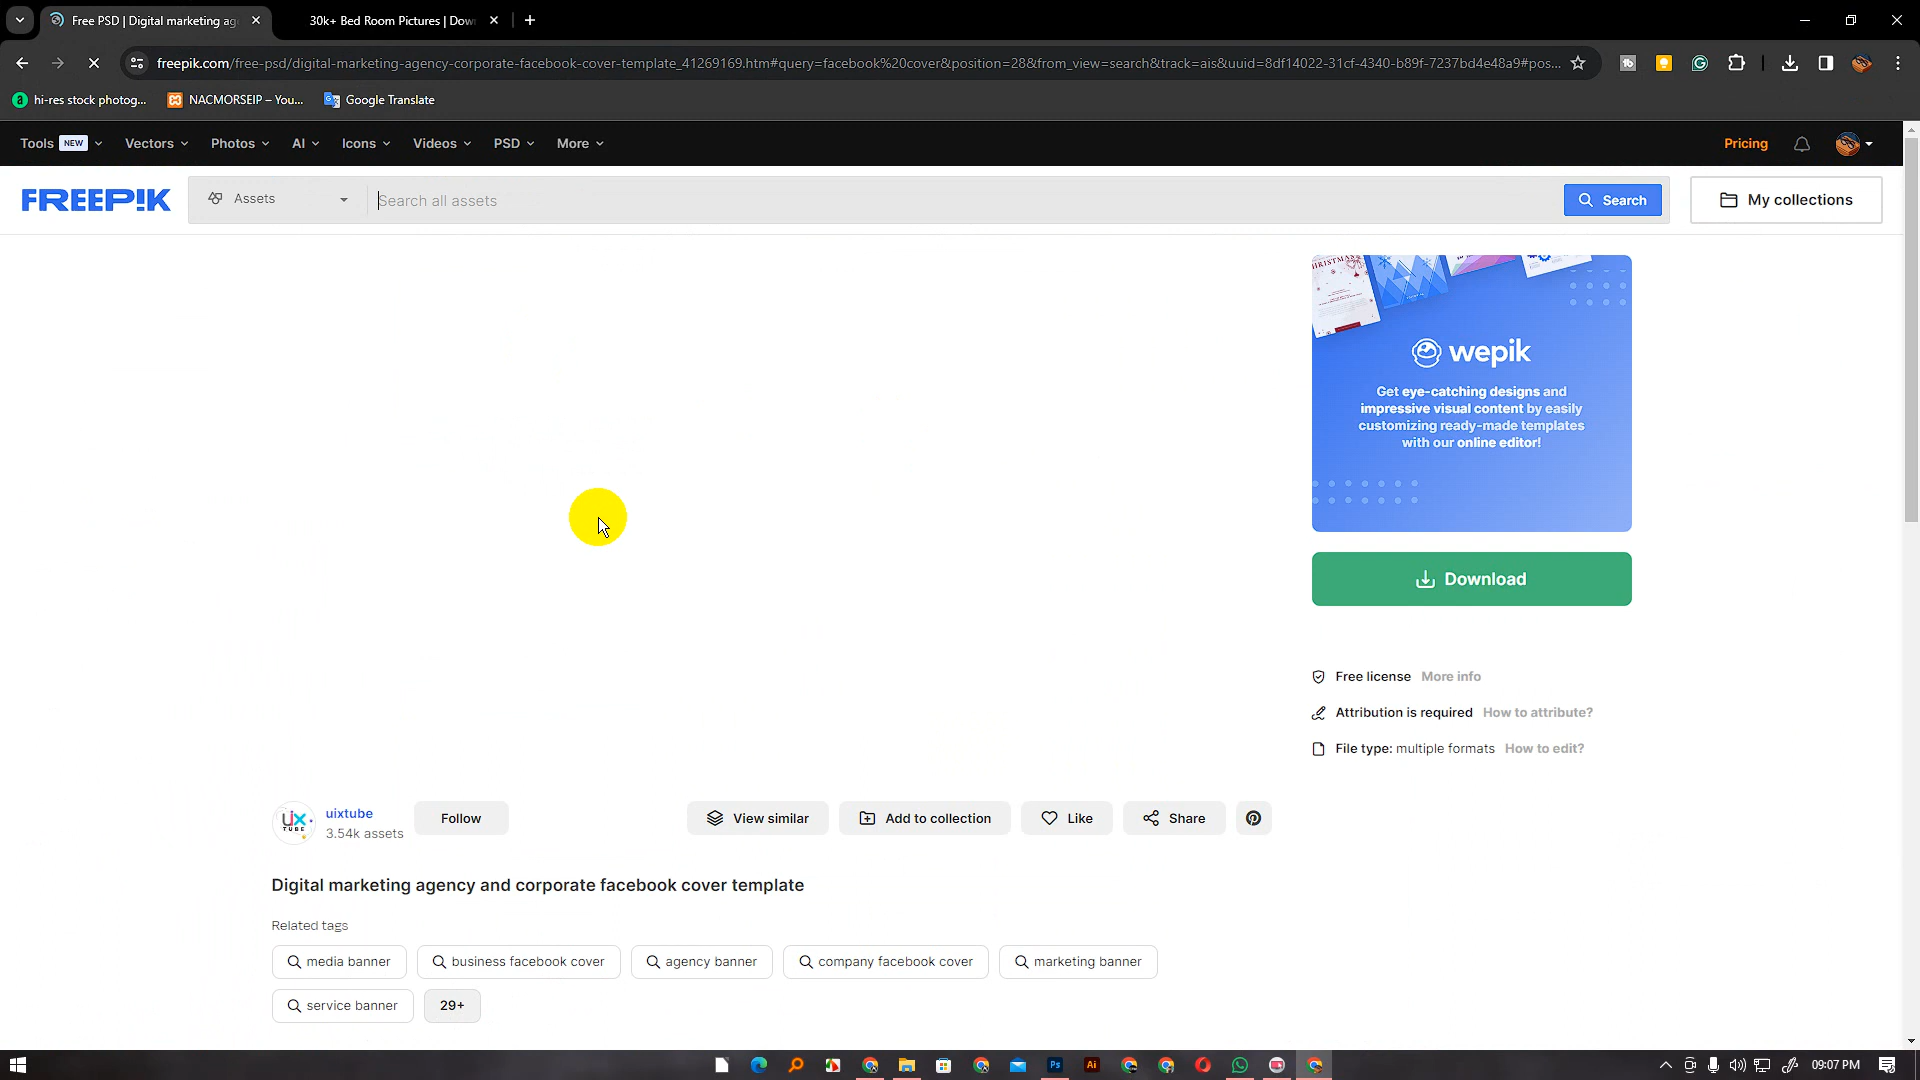 Free PSD | Digital marketing ag
30k+ Bed Room Pictures | Dow
freepik.com/free-psd/digital-marketing-agency-corporate-facebook-cover-template_41269169.htm#query=facebook%20cover&position=28&from_view=search&track=ais&uuid=8df14022-31cf-4340-b89f-7237bd4e48a9#pos...
hi-res stock photog...
NACMORSEIP – You...
Google Translate
Tools NEW
Vectors
Photos
AI
Icons
Videos
PSD
More
Pricing
FREEPIK
Assets
Search all assets
Search
My collections
CHRISTMAS
wepik
Get eye-catching designs and
impressive visual content by easily
customizing ready-made templates
with our online editor!
Download
Free license More info
Attribution is required How to attribute?
File type: multiple formats How to edit?
UX
TUBE
uixtube
3.54k assets
Follow
View similar
Add to collection
Like
Share
Digital marketing agency and corporate facebook cover template
Related tags
media banner
business facebook cover
agency banner
company facebook cover
marketing banner
service banner
29+
Ps
Ai
09:07 PM